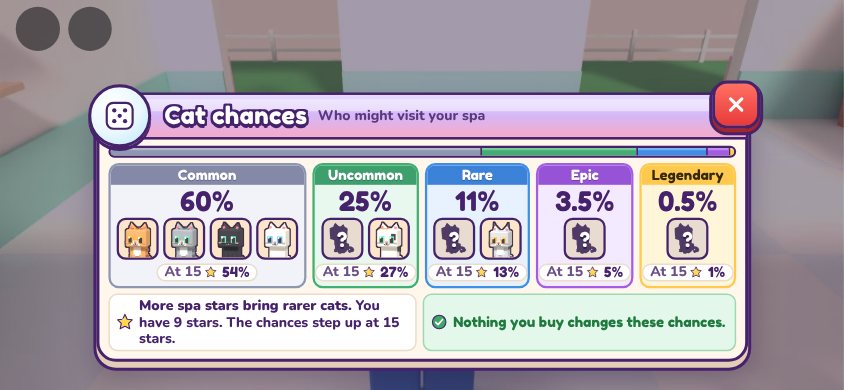 Cat chances Who might visit your spa
Common
60%
At 15 54%
Uncommon
25%
At 15 27%
Rare
11%
At 15 13%
Epic
3.5%
At 15 5%
Legendary
0.5%
At 15 1%
More spa stars bring rarer cats. You
have 9 stars. The chances step up at 15
stars.
Nothing you buy changes these chances.